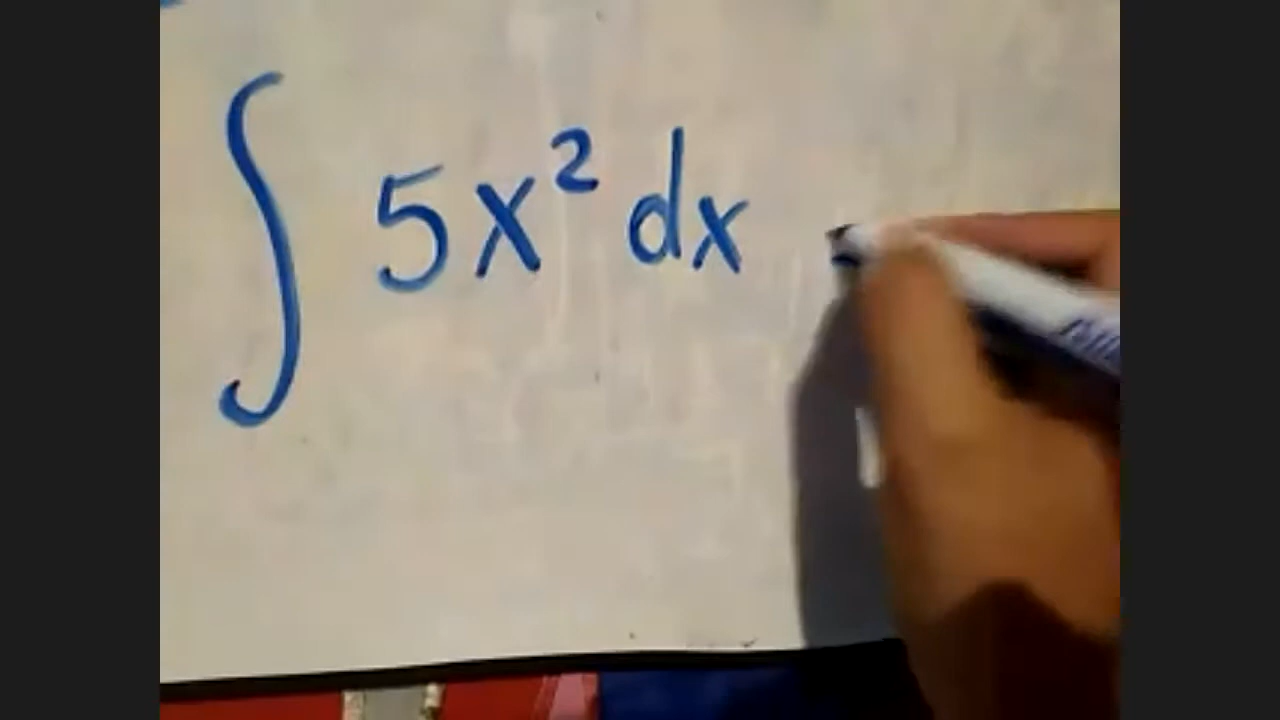 ∫ 5x² dx